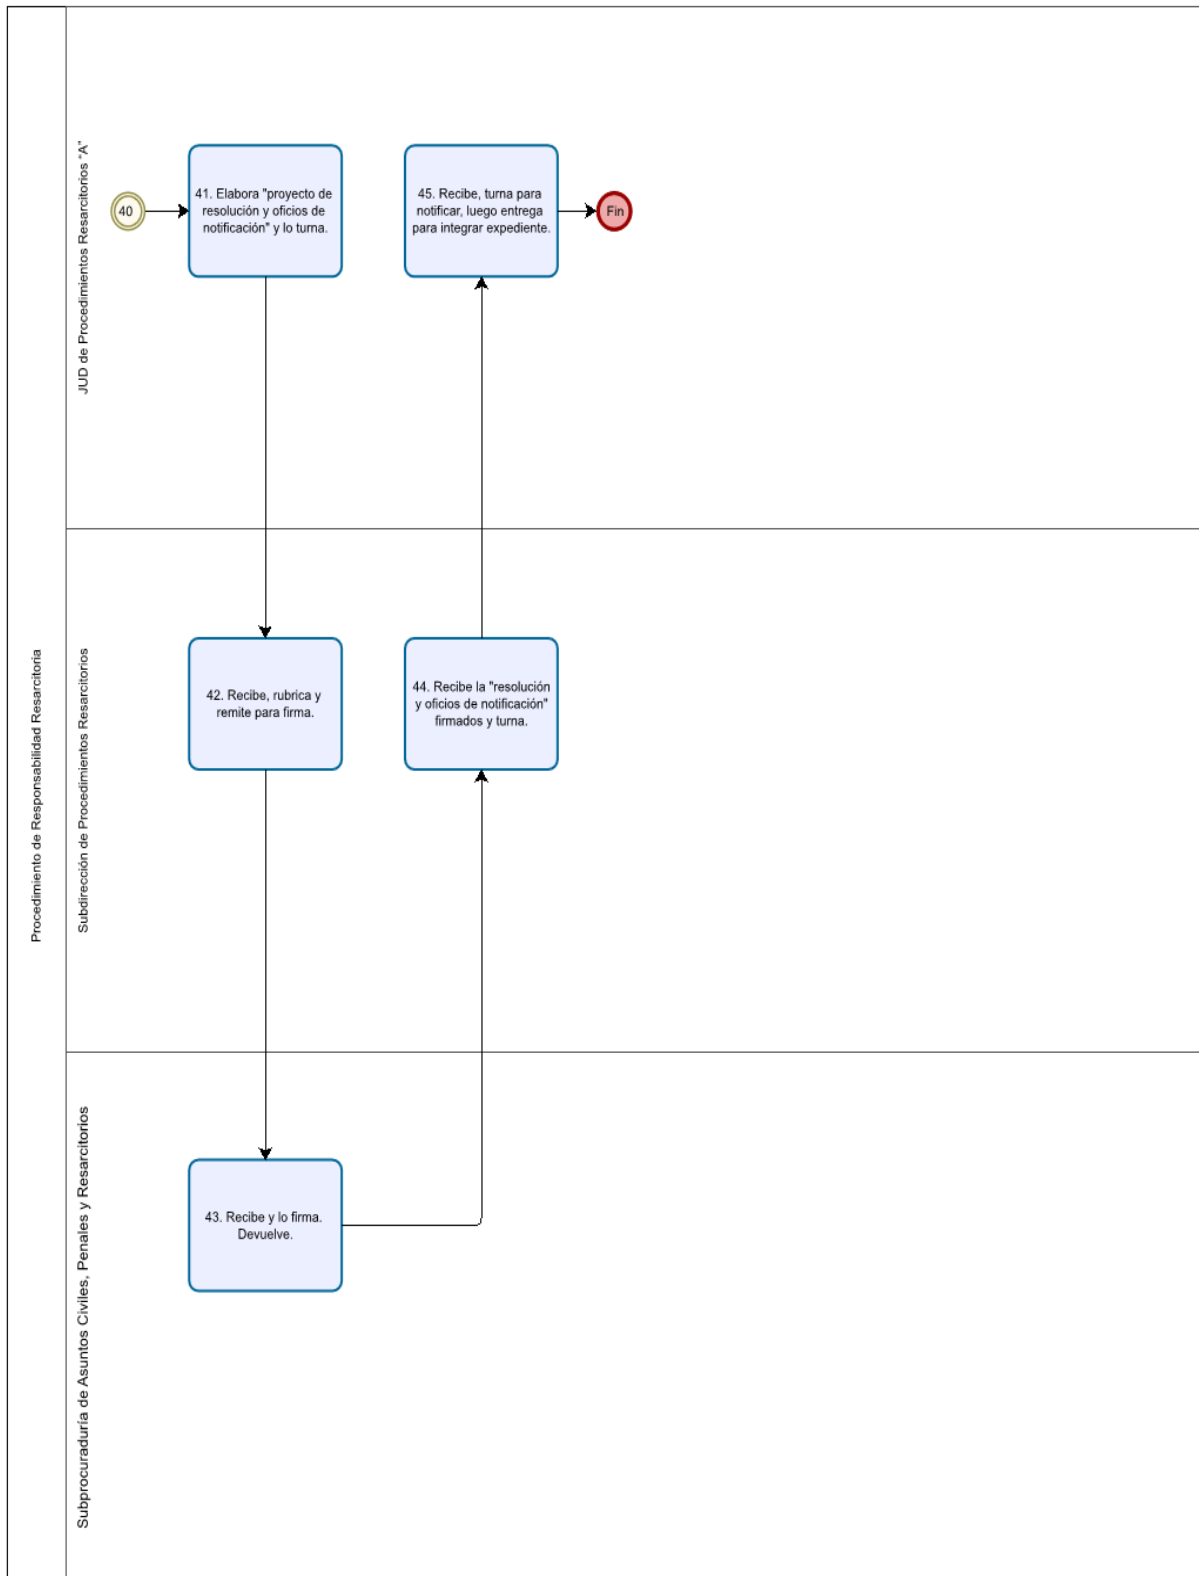 Procedimiento de Responsabilidad Resarcitoria
JUD de Procedimientos Resarcitorios "A"
40
41. Elabora "proyecto de
resolución y oficios de
notificación" y lo turna.
45. Recibe, turna para
notificar, luego entrega
para integrar expediente.
Fin
Subdirección de Procedimientos Resarcitorios
42. Recibe, rubrica y
remite para firma.
44. Recibe la "resolución
y oficios de notificación"
firmados y turna.
Subprocuraduría de Asuntos Civiles, Penales y Resarcitorios
43. Recibe y lo firma.
Devuelve.